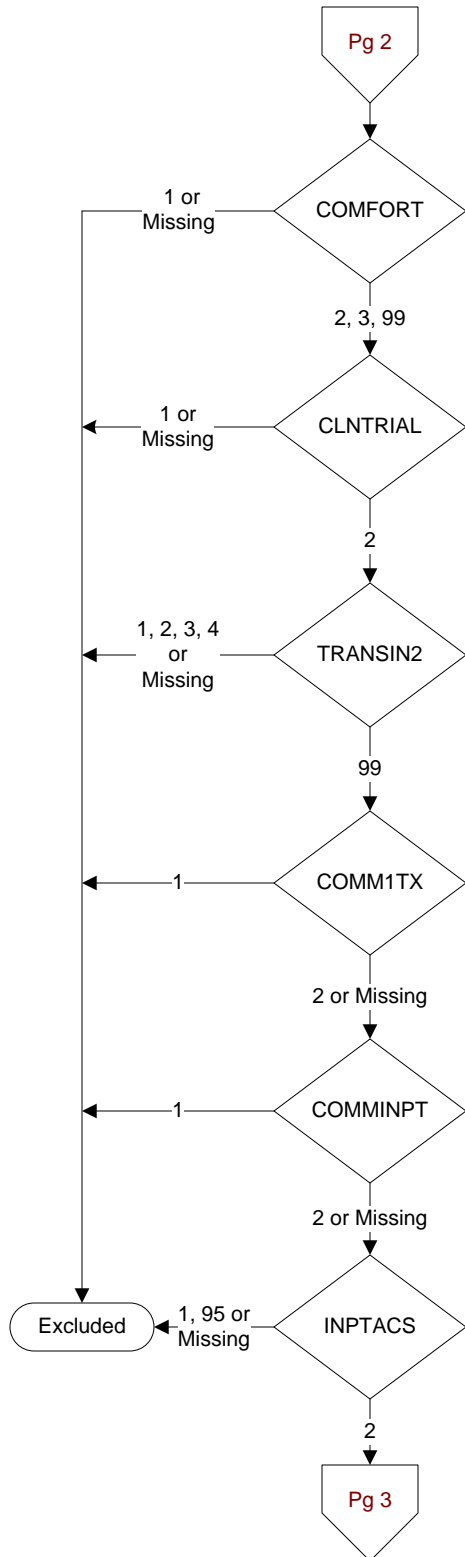 Pg 2
COMFORT
1 or
Missing
2, 3, 99
CLNTRIAL
1 or
Missing
2
TRANSIN2
1, 2, 3, 4
or
Missing
99
COMM1TX
1
2 or Missing
COMMINPT
1
2 or Missing
INPTACS
1, 95 or
Missing
Excluded
2
Pg 3